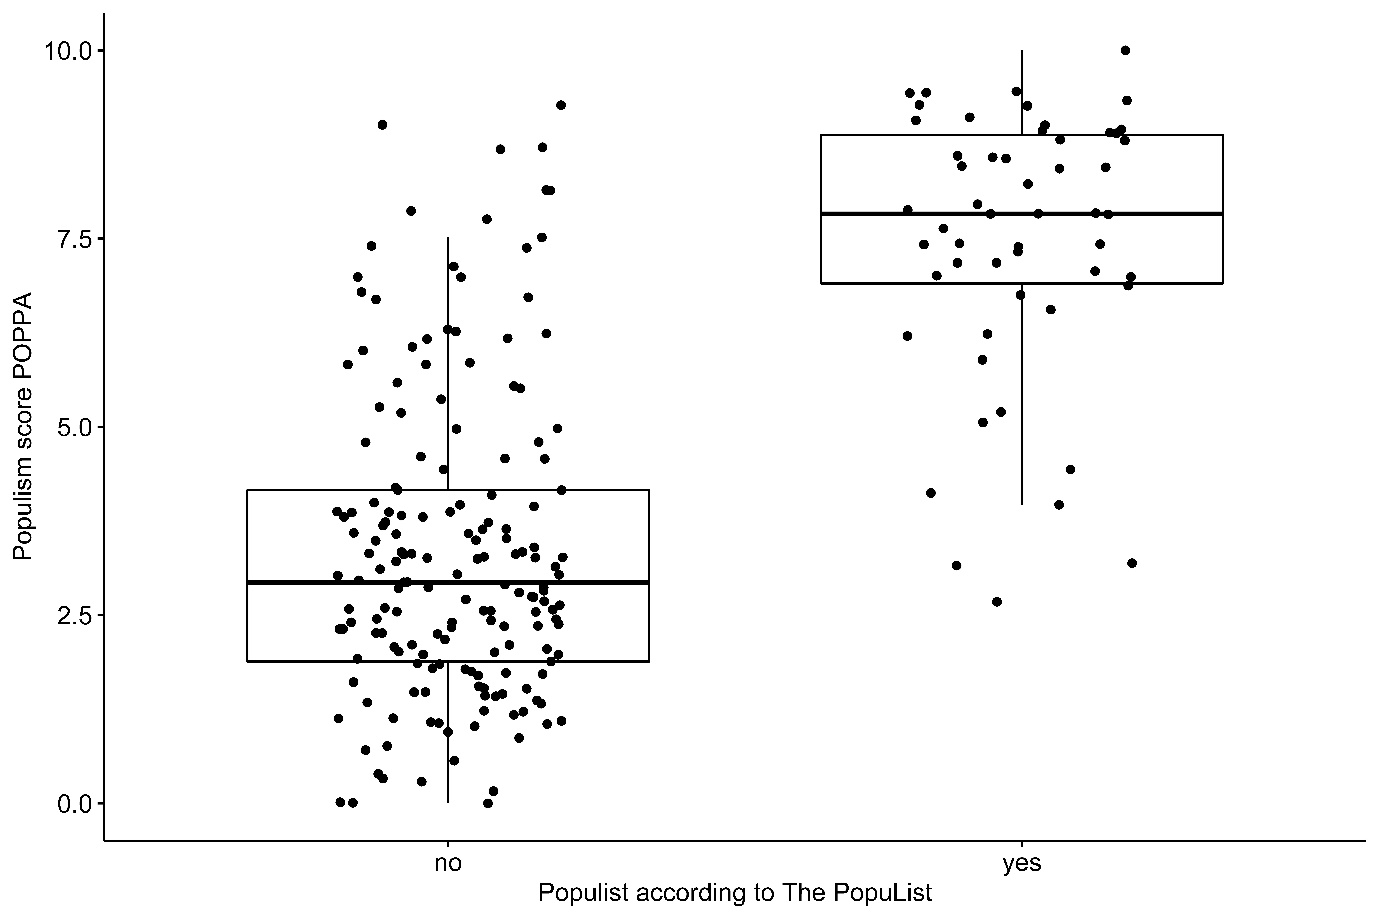 Populism score POPPA
10.0
7.5
5.0
2.5
0.0
no yes
Populist according to The PopuList